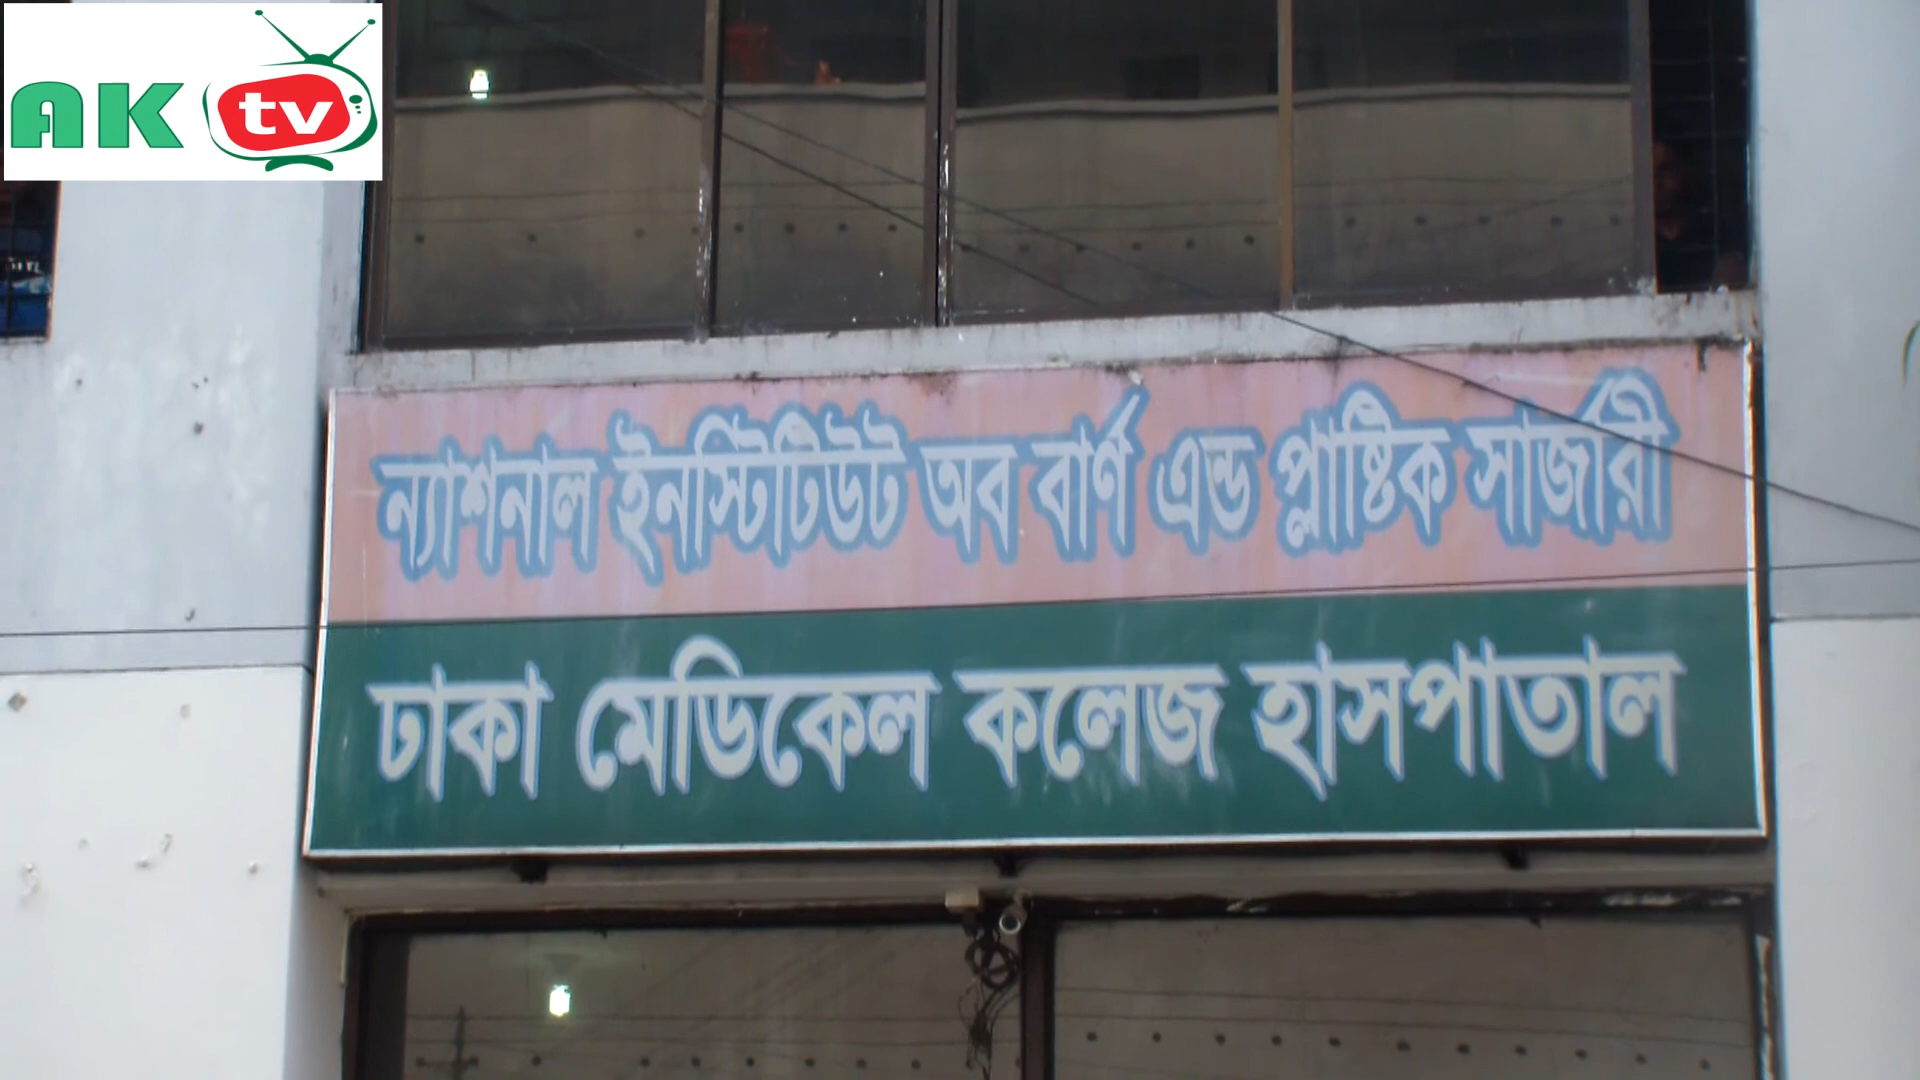 AK tv
ন্যাশনাল ইনস্টিটিউট অব বার্ণ এন্ড প্লাষ্টিক সার্জারী
ঢাকা মেডিকেল কলেজ হাসপাতাল